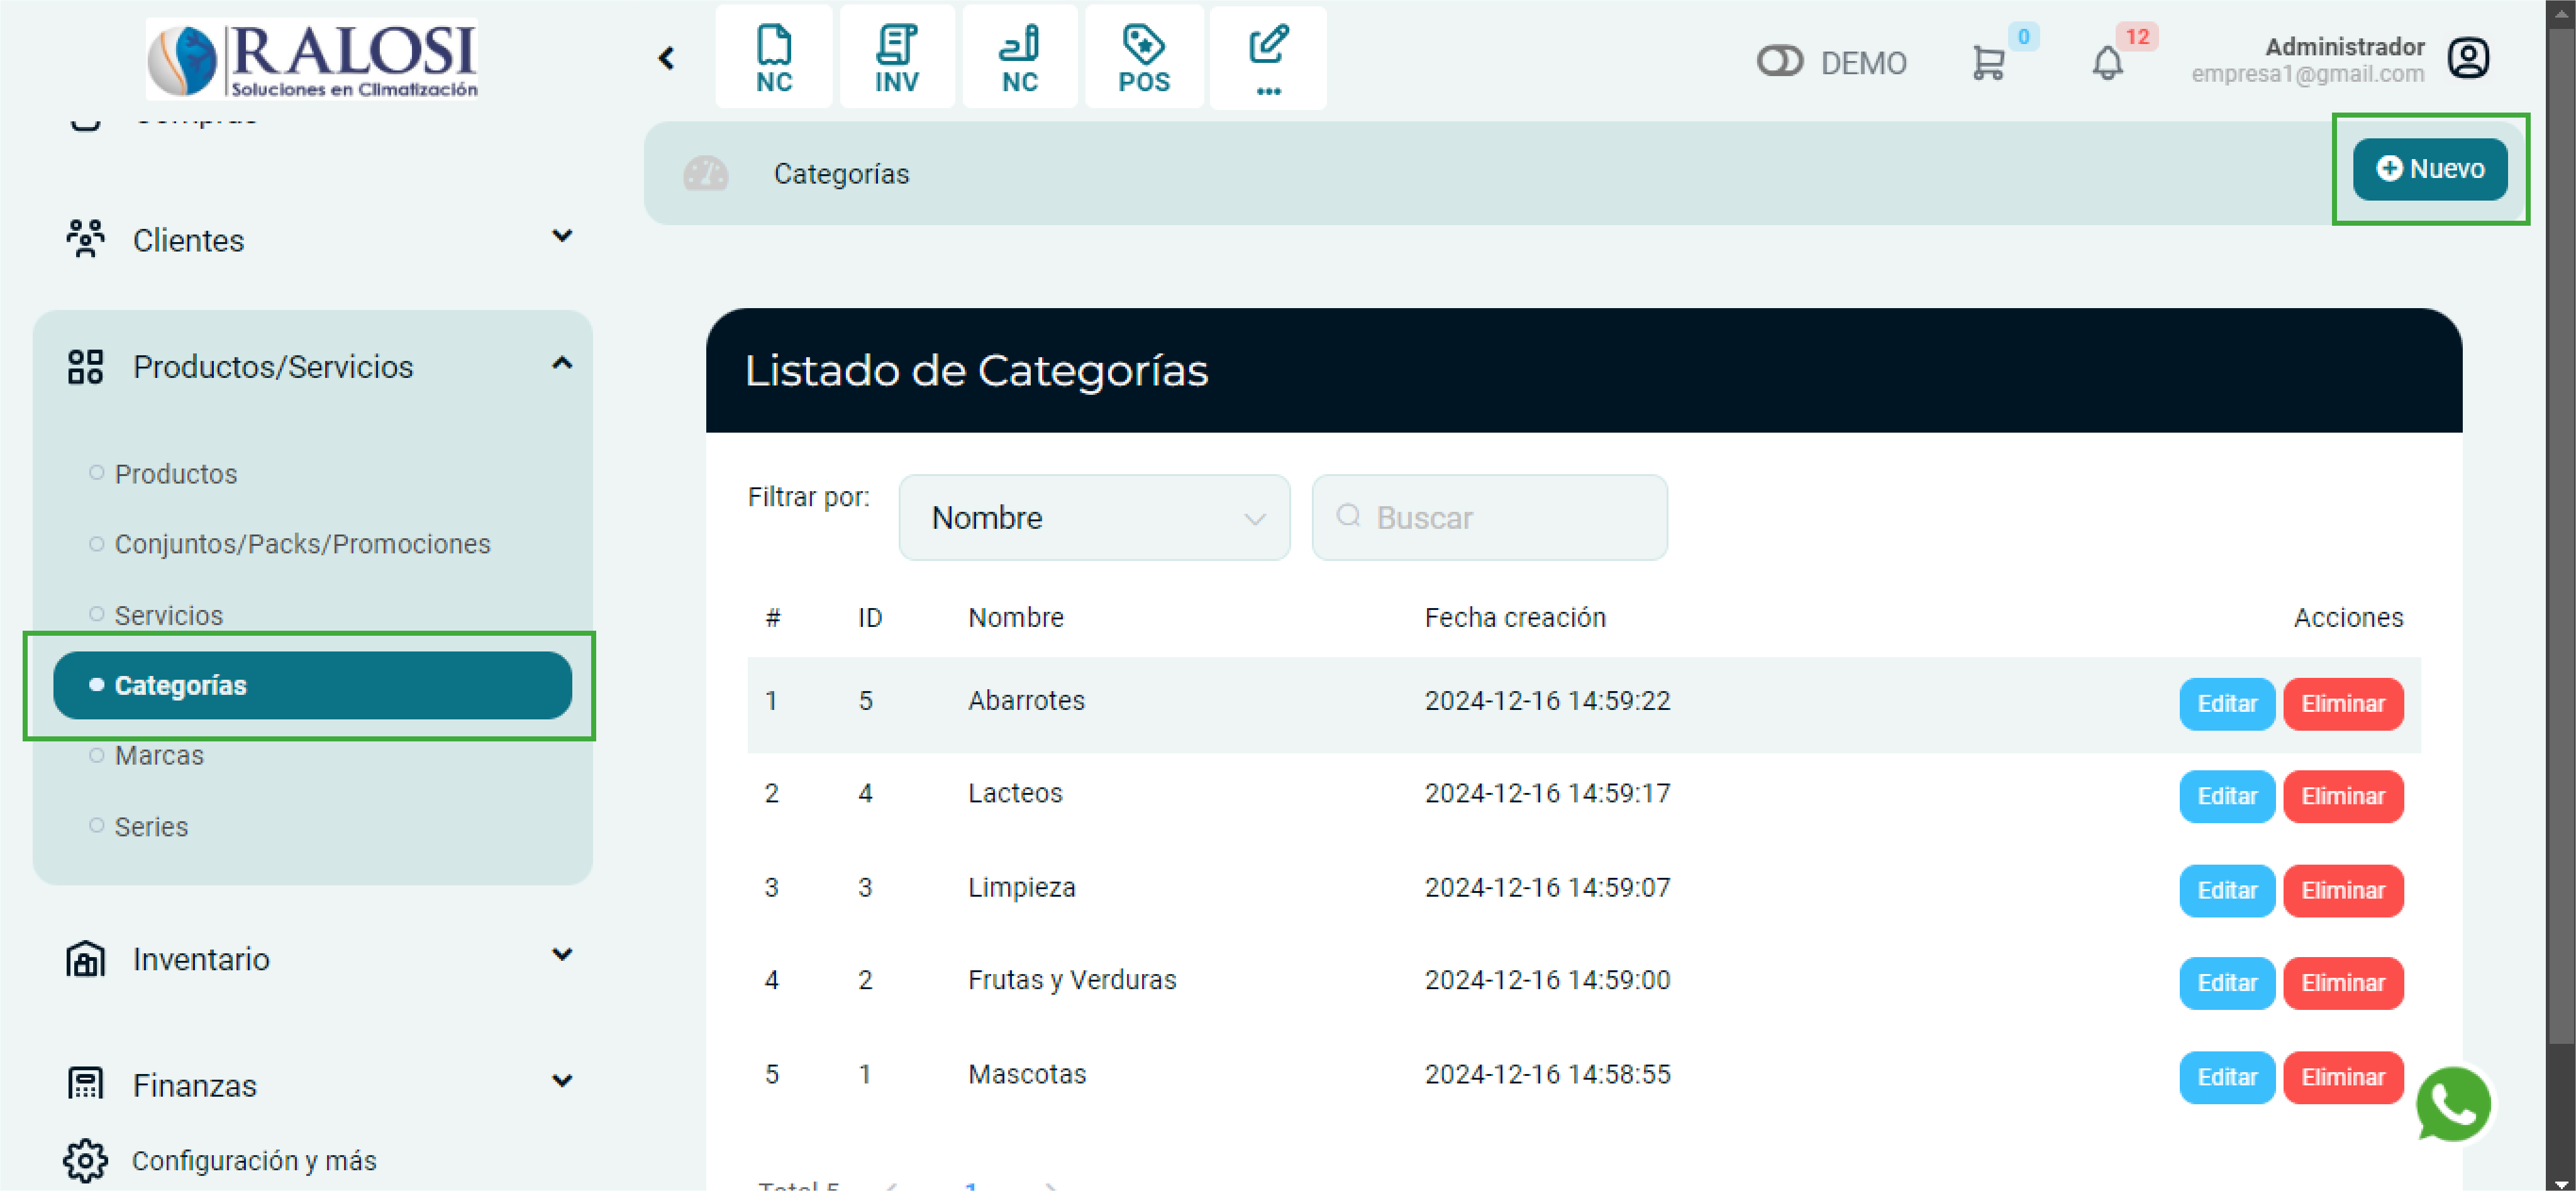 RALOSI
Soluciones en Climatización
NC
INV
NC
POS
...
DEMO
0
12
Administrador
empresa1@gmail.com
Categorías
Nuevo
Clientes
Productos/Servicios
Productos
Conjuntos/Packs/Promociones
Servicios
Categorías
Marcas
Series
Inventario
Finanzas
Configuración y más
Listado de Categorías
Filtrar por:
Nombre
Buscar
# ID Nombre Fecha creación Acciones
1 5 Abarrotes 2024-12-16 14:59:22 Editar Eliminar
2 4 Lacteos 2024-12-16 14:59:17 Editar Eliminar
3 3 Limpieza 2024-12-16 14:59:07 Editar Eliminar
4 2 Frutas y Verduras 2024-12-16 14:59:00 Editar Eliminar
5 1 Mascotas 2024-12-16 14:58:55 Editar Eliminar
Total 5 1